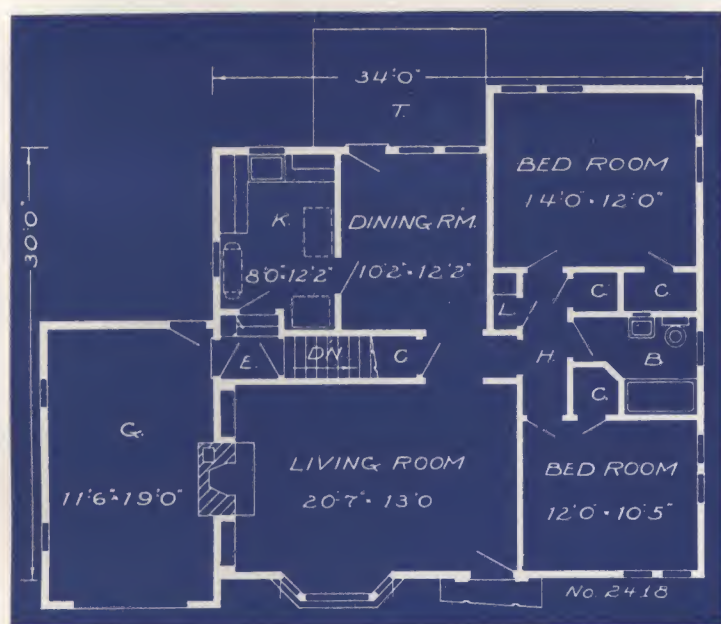 34'-0"
T.
30'-0"
BED ROOM
14'0"·12'0"
K.
8'0"·12'2"
DINING RM.
10'2"·12'2"
L.
C.
C.
E.
DN
C
H.
B.
C.
G.
11'6"·19'0"
LIVING ROOM
20'7"·13'0
BED ROOM
12'0"·10'5"
No. 2418